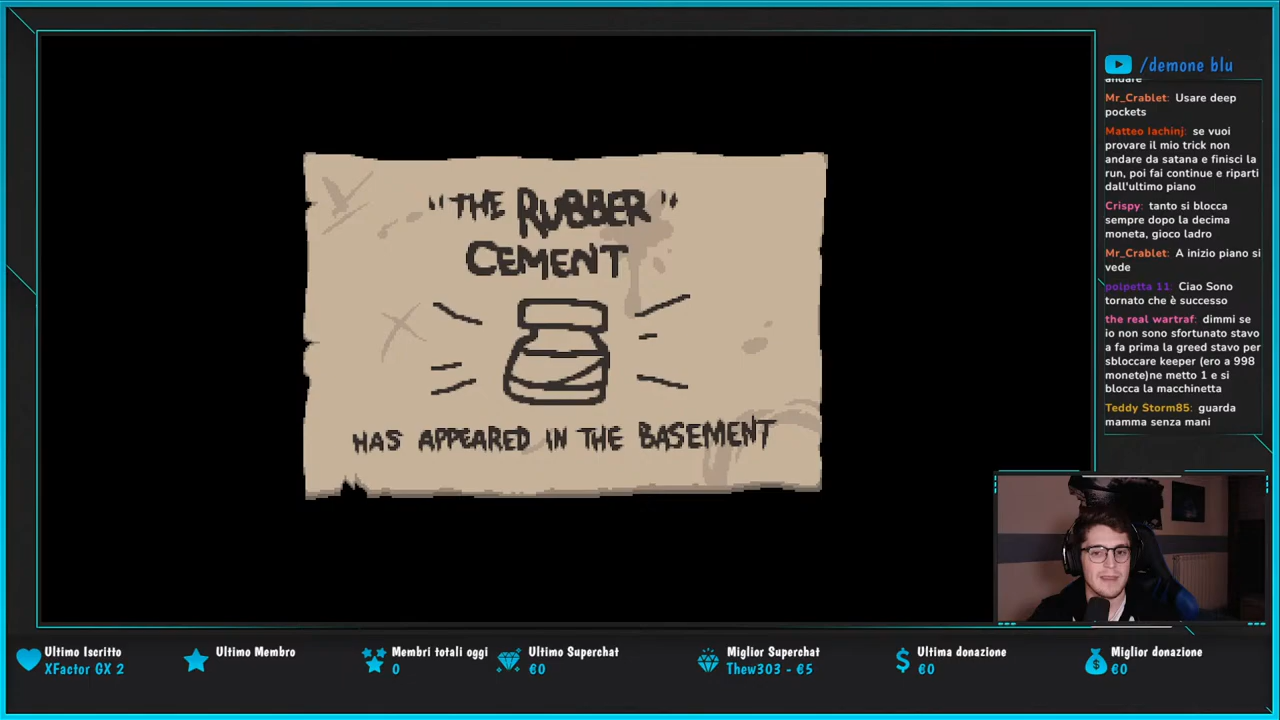 "THE RUBBER"
CEMENT
HAS APPEARED IN THE BASEMENT
/demone blu
andare
Mr_Crablet: Usare deep
pockets
Matteo Iachinj: se vuoi
provare il mio trick non
andare da satana e finisci la
run, poi fai continue e riparti
dall'ultimo piano
Crispy: tanto si blocca
sempre dopo la decima
moneta, gioco ladro
Mr_Crablet: A inizio piano si
vede
polpetta 11: Ciao Sono
tornato che è successo
the real wartraf: dimmi se
io non sono sfortunato stavo
a fa prima la greed stavo per
sbloccare keeper (ero a 998
monete)ne metto 1 e si
blocca la macchinetta
Teddy Storm85: guarda
mamma senza mani
Ultimo Iscritto
XFactor GX 2
Ultimo Membro
Membri totali oggi
0
Ultimo Superchat
€0
Miglior Superchat
Thew303 - €5
Ultima donazione
€0
Miglior donazione
€0